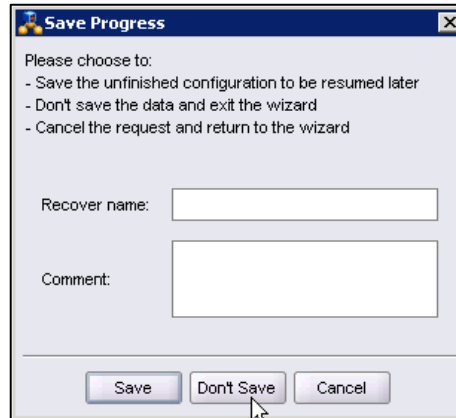 Save Progress
Please choose to:
- Save the unfinished configuration to be resumed later
- Don't save the data and exit the wizard
- Cancel the request and return to the wizard
Recover name:
Comment:
Save Don't Save Cancel